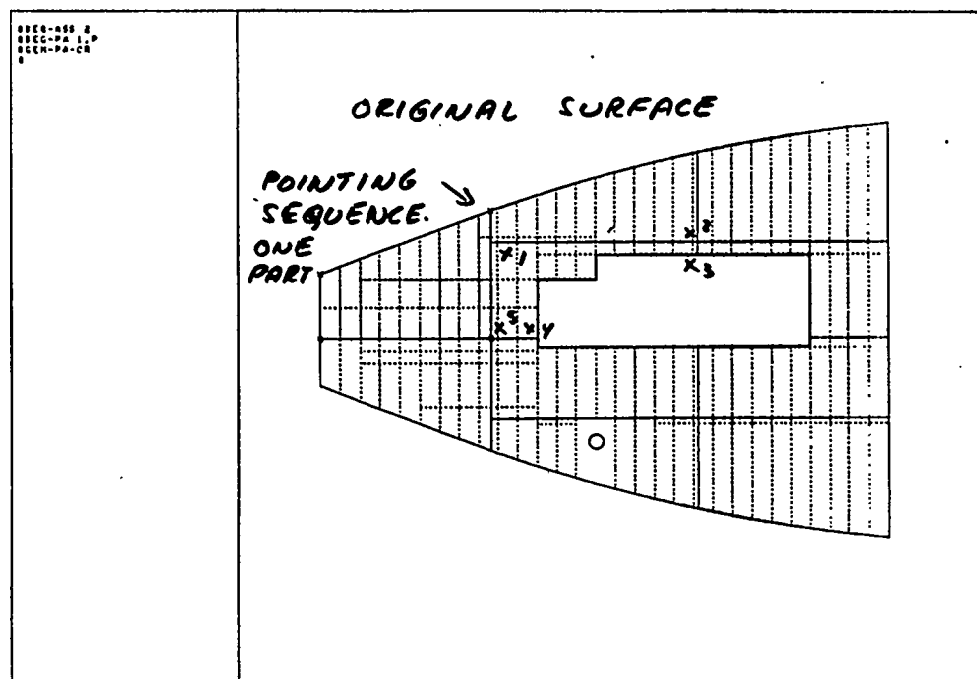 ORIGINAL SURFACE
POINTING
SEQUENCE.
ONE
PART
X 2
X 1
X 3
X 5
X 4